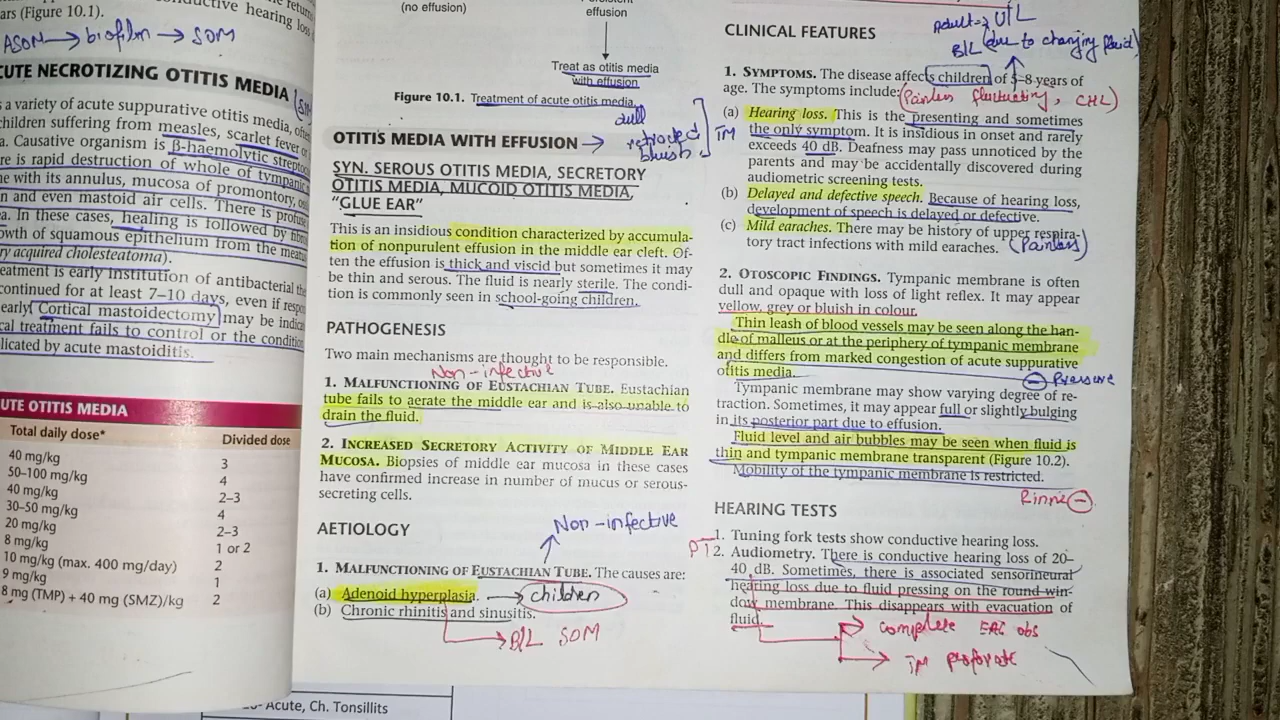 the return
conductive hearing loss
ars (Figure 10.1).
ASOM → biofilm → SOM
CUTE NECROTIZING OTITIS MEDIA
s a variety of acute suppurative otitis media, often
children suffering from measles, scarlet fever or
a. Causative organism is β-haemolytic streptoc
re is rapid destruction of whole of tympanic
ne with its annulus, mucosa of promontory,
n and even mastoid air cells. There is profuse
ea. In these cases, healing is followed by
owth of squamous epithelium from the meatu
ry acquired cholesteatoma).
eatment is early institution of antibacterial the
continued for at least 7–10 days, even if respo
early. Cortical mastoidectomy may be indica
cal treatment fails to control or the condition
licated by acute mastoiditis.
UTE OTITIS MEDIA
Total daily dose* Divided dose
40 mg/kg 3
50–100 mg/kg 4
40 mg/kg 2–3
30–50 mg/kg 4
20 mg/kg 2–3
8 mg/kg 1 or 2
10 mg/kg (max. 400 mg/day) 2
9 mg/kg 1
8 mg (TMP) + 40 mg (SMZ)/kg 2
(no effusion)
Persistent
effusion
Treat as otitis media
with effusion
Figure 10.1. Treatment of acute otitis media.
dull
OTITIS MEDIA WITH EFFUSION → retracted TM
bluish
SYN. SEROUS OTITIS MEDIA, SECRETORY
OTITIS MEDIA, MUCOID OTITIS MEDIA,
“GLUE EAR”
This is an insidious condition characterized by accumula-
tion of nonpurulent effusion in the middle ear cleft. Of-
ten the effusion is thick and viscid but sometimes it may
be thin and serous. The fluid is nearly sterile. The condi-
tion is commonly seen in school-going children.
PATHOGENESIS
Two main mechanisms are thought to be responsible.
Non-infective
1. MALFUNCTIONING OF EUSTACHIAN TUBE. Eustachian
tube fails to aerate the middle ear and is also unable to
drain the fluid.
2. INCREASED SECRETORY ACTIVITY OF MIDDLE EAR
MUCOSA. Biopsies of middle ear mucosa in these cases
have confirmed increase in number of mucus or serous-
secreting cells.
AETIOLOGY
Non-infective
1. MALFUNCTIONING OF EUSTACHIAN TUBE. The causes are:
(a) Adenoid hyperplasia. → children
(b) Chronic rhinitis and sinusitis.
B/L SOM
Adult → U/L
B/L (due to changing fluid)
CLINICAL FEATURES
1. SYMPTOMS. The disease affects children of 5–8 years of
age. The symptoms include: (Painless fluctuating, CHL)
(a) Hearing loss. This is the presenting and sometimes
the only symptom. It is insidious in onset and rarely
exceeds 40 dB. Deafness may pass unnoticed by the
parents and may be accidentally discovered during
audiometric screening tests.
(b) Delayed and defective speech. Because of hearing loss,
development of speech is delayed or defective.
(c) Mild earaches. There may be history of upper respira-
tory tract infections with mild earaches. (Painless)
2. OTOSCOPIC FINDINGS. Tympanic membrane is often
dull and opaque with loss of light reflex. It may appear
yellow, grey or bluish in colour.
Thin leash of blood vessels may be seen along the han-
dle of malleus or at the periphery of tympanic membrane
and differs from marked congestion of acute suppurative
otitis media.
⊖ Pressure
Tympanic membrane may show varying degree of re-
traction. Sometimes, it may appear full or slightly bulging
in its posterior part due to effusion.
Fluid level and air bubbles may be seen when fluid is
thin and tympanic membrane transparent (Figure 10.2).
Mobility of the tympanic membrane is restricted.
Rinne ⊖
HEARING TESTS
1. Tuning fork tests show conductive hearing loss.
2. Audiometry. There is conductive hearing loss of 20–
40 dB. Sometimes, there is associated sensorineural
hearing loss due to fluid pressing on the round win-
dow membrane. This disappears with evacuation of
fluid.
complete EAC obs
TM perforate
Acute, Ch. Tonsillits